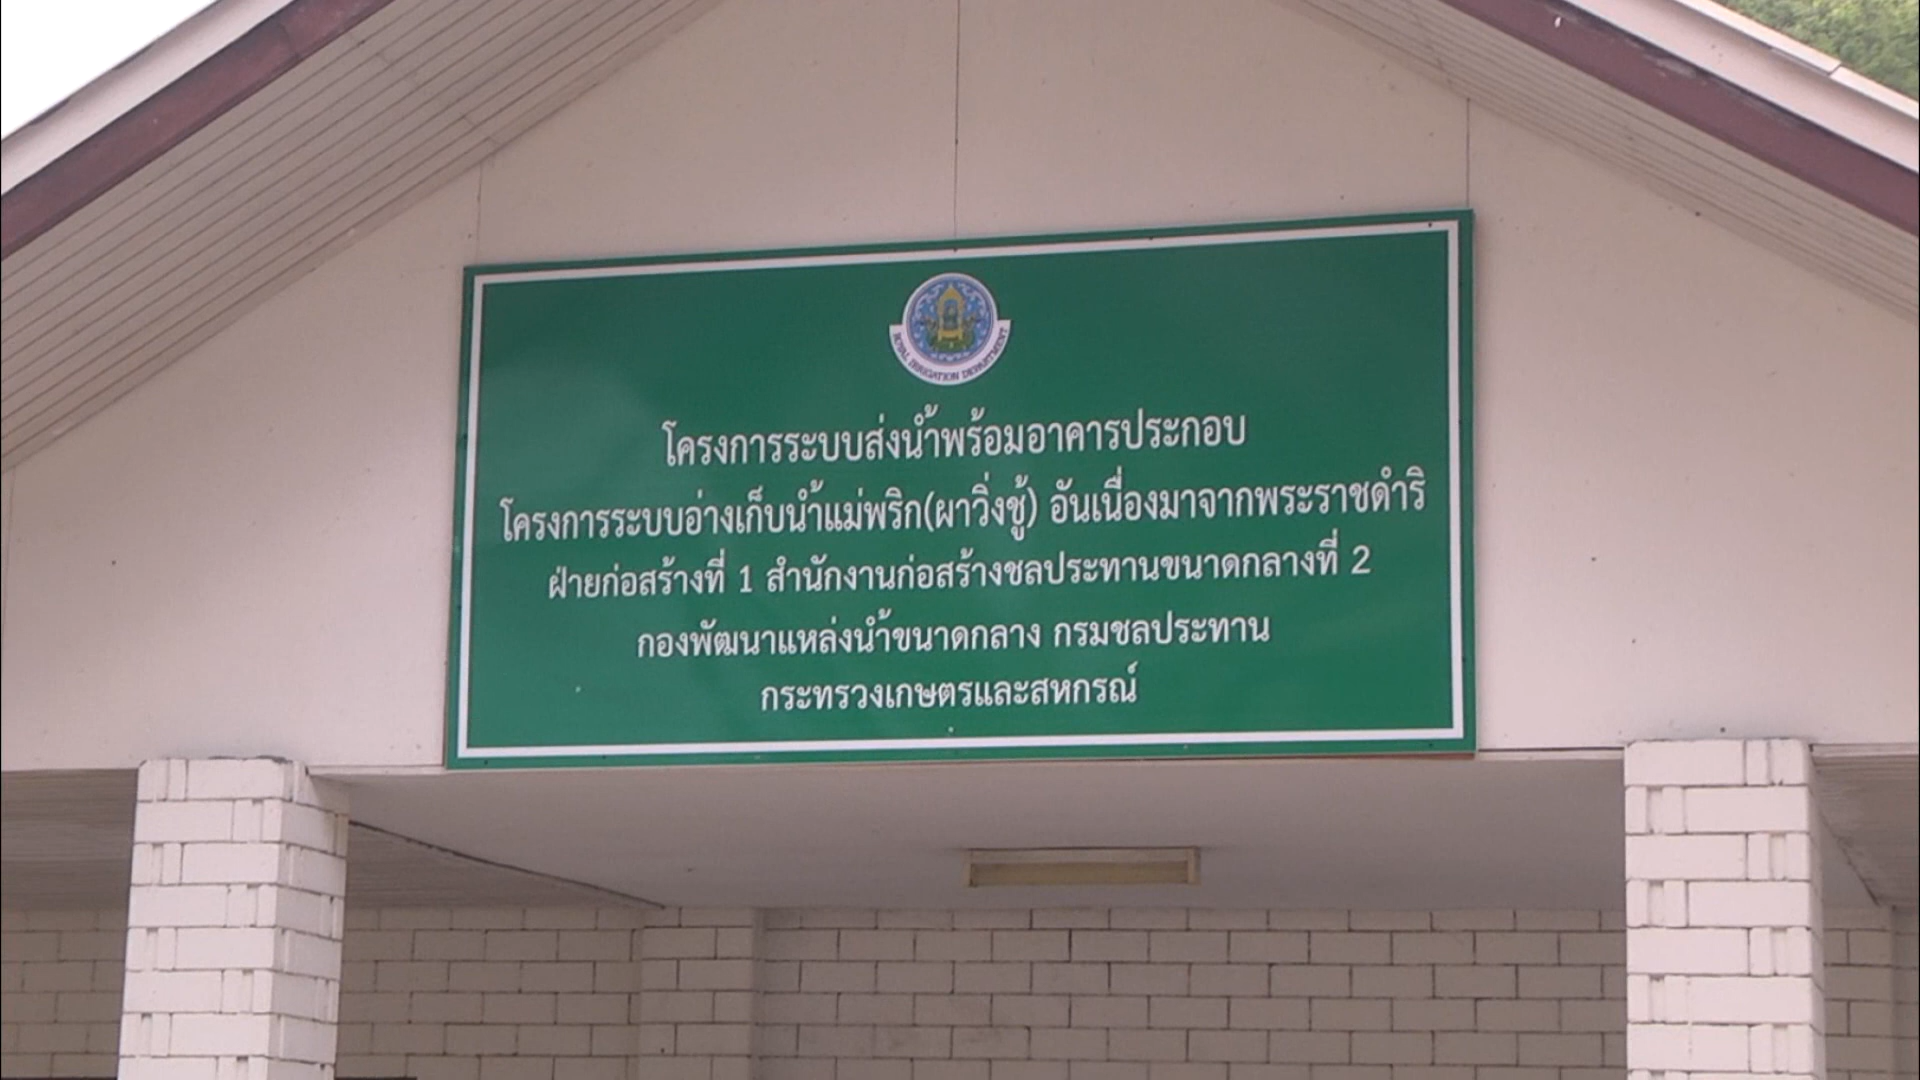 ROYAL IRRIGATION DEPARTMENT
โครงการระบบส่งน้ำพร้อมอาคารประกอบ
โครงการระบบอ่างเก็บน้ำแม่พริก(ผาวิ่งชู้) อันเนื่องมาจากพระราชดำริ
ฝ่ายก่อสร้างที่ 1 สำนักงานก่อสร้างชลประทานขนาดกลางที่ 2
กองพัฒนาแหล่งน้ำขนาดกลาง กรมชลประทาน
กระทรวงเกษตรและสหกรณ์